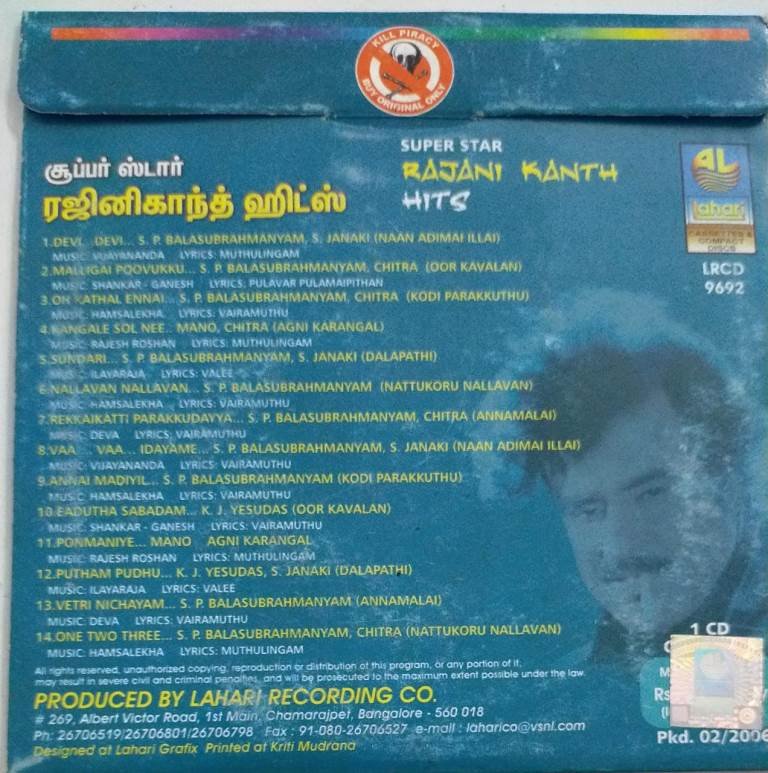 KILL PIRACY
BUY ORIGINAL ONLY
சூப்பர் ஸ்டார்
ரஜினிகாந்த் ஹிட்ஸ்
SUPER STAR
RAJANI KANTH
HITS
lahari
CASSETTES &
COMPACT
DISCS
LRCD
9692
1.DEVI...DEVI... S. P. BALASUBRAHMANYAM, S. JANAKI (NAAN ADIMAI ILLAI)
MUSIC: VIJAYANANDA LYRICS: MUTHULINGAM
2.MALLIGAI POOVUKKU... S. P. BALASUBRAHMANYAM, CHITRA (OOR KAVALAN)
MUSIC: SHANKAR - GANESH LYRICS: PULAVAR PULAMAIPITHAN
3.OH KATHAL ENNAI... S. P. BALASUBRAHMANYAM, CHITRA (KODI PARAKKUTHU)
MUSIC: HAMSALEKHA LYRICS: VAIRAMUTHU
4.KANGALE SOL NEE.. MANO, CHITRA (AGNI KARANGAL)
MUSIC: RAJESH ROSHAN LYRICS: MUTHULINGAM
5.SUNDARI... S. P. BALASUBRAHMANYAM, S. JANAKI (DALAPATHI)
MUSIC: ILAYARAJA LYRICS: VALEE
6.NALLAVAN NALLAVAN... S. P. BALASUBRAHMANYAM (NATTUKORU NALLAVAN)
MUSIC: HAMSALEKHA LYRICS: VAIRAMUTHU
7.REKKAIKATTI PARAKKUDAYYA... S. P. BALASUBRAHMANYAM, CHITRA (ANNAMALAI)
MUSIC: DEVA LYRICS: VAIRAMUTHU
8.VAA... VAA... IDAYAME... S. P. BALASUBRAHMANYAM, S. JANAKI (NAAN ADIMAI ILLAI)
MUSIC: VIJAYANANDA LYRICS: VAIRAMUTHU
9.ANNAI MADIYIL... S. P. BALASUBRAHMANYAM (KODI PARAKKUTHU)
MUSIC: HAMSALEKHA LYRICS: VAIRAMUTHU
10.EADUTHA SABADAM... K. J. YESUDAS (OOR KAVALAN)
MUSIC: SHANKAR - GANESH LYRICS: VAIRAMUTHU
11.PONMANIYE... MANO AGNI KARANGAL
MUSIC: RAJESH ROSHAN LYRICS: MUTHULINGAM
12.PUTHAM PUDHU... K. J. YESUDAS, S. JANAKI (DALAPATHI)
MUSIC: ILAYARAJA LYRICS: VALEE
13.VETRI NICHAYAM... S. P. BALASUBRAHMANYAM (ANNAMALAI)
MUSIC: DEVA LYRICS: VAIRAMUTHU
14.ONE TWO THREE... S. P. BALASUBRAHMANYAM, CHITRA (NATTUKORU NALLAVAN)
MUSIC: HAMSALEKHA LYRICS: MUTHULINGAM
All rights reserved, unauthorized copying, reproduction or distribution of this program, or any portion of it,
may result in severe civil and criminal penalties, and will be prosecuted to the maximum extent possible under the law.
PRODUCED BY LAHARI RECORDING CO.
# 269, Albert Victor Road, 1st Main, Chamarajpet, Bangalore - 560 018
Ph: 26706519/26706801/26706798 Fax : 91-080-26706527 e-mail : laharico@vsnl.com
Designed at Lahari Grafix Printed at Kriti Mudrana
1 CD
Rs
Pkd. 02/2006